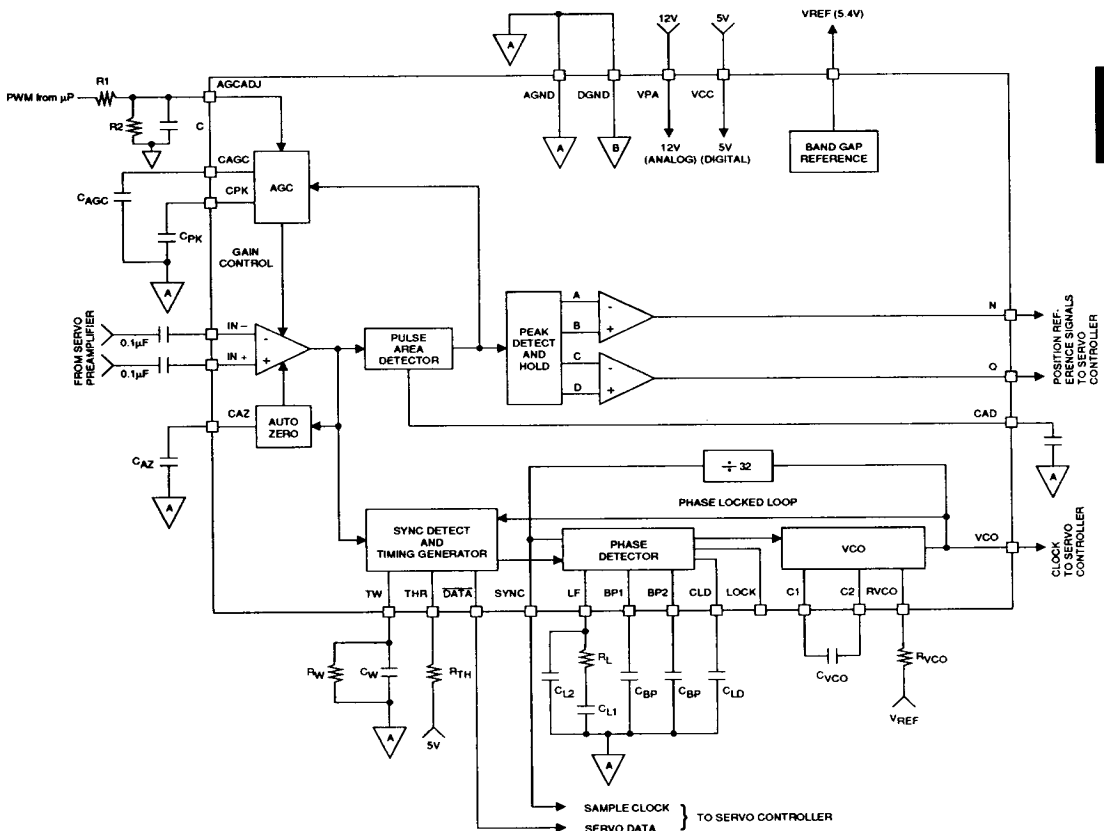 12V
5V
VREF (5.4V)
A
R1
AGCADJ
PWM from µP
R2
C
AGND
DGND
VPA
VCC
A
B
12V
5V
(ANALOG)
(DIGITAL)
BAND GAP
REFERENCE
CAGC
CAGC
CPK
AGC
CPK
A
GAIN
CONTROL
FROM SERVO
PREAMPLIFIER
0.1µF
0.1µF
IN –
IN +
-
+
PULSE
AREA
DETECTOR
PEAK
DETECT
AND
HOLD
A
B
C
D
-
+
-
+
N
Q
POSITION REF-
ERENCE SIGNALS
TO SERVO
CONTROLLER
CAZ
AUTO
ZERO
CAZ
A
CAD
A
÷ 32
PHASE LOCKED LOOP
SYNC DETECT
AND
TIMING GENERATOR
PHASE
DETECTOR
VCO
VCO
CLOCK
TO SERVO
CONTROLLER
TW
THR
DATA
SYNC
LF
BP1
BP2
CLD
LOCK
C1
C2
RVCO
RW
CW
RTH
CL2
RL
CL1
CBP
CBP
CLD
CVCO
RVCO
VREF
A
5V
A
SAMPLE CLOCK
SERVO DATA
} TO SERVO CONTROLLER